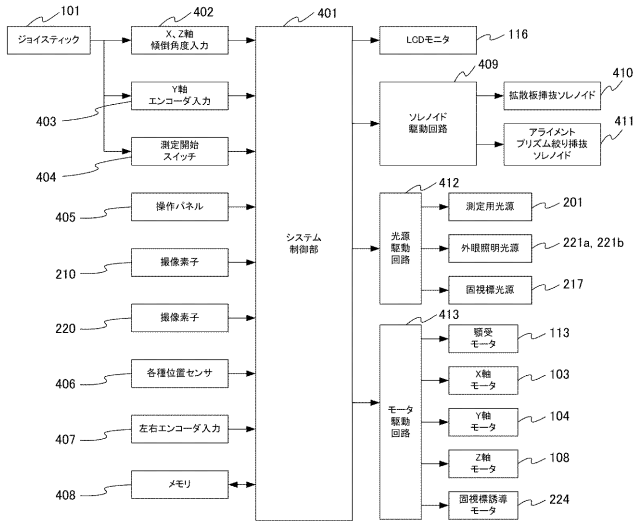 101
ジョイスティック
402
X、Z軸
傾倒角度入力
403
Y軸
エンコーダ入力
404
測定開始
スイッチ
405
操作パネル
210
撮像素子
220
撮像素子
406
各種位置センサ
407
左右エンコーダ入力
408
メモリ
401
システム
制御部
LCDモニタ
116
409
ソレノイド
駆動回路
拡散板挿抜ソレノイド
410
アライメント
プリズム絞り挿抜
ソレノイド
411
412
光源
駆動
回路
測定用光源
201
外眼照明光源
221a, 221b
固視標光源
217
413
モータ
駆動
回路
顎受
モータ
113
X軸
モータ
103
Y軸
モータ
104
Z軸
モータ
108
固視標誘導
モータ
224